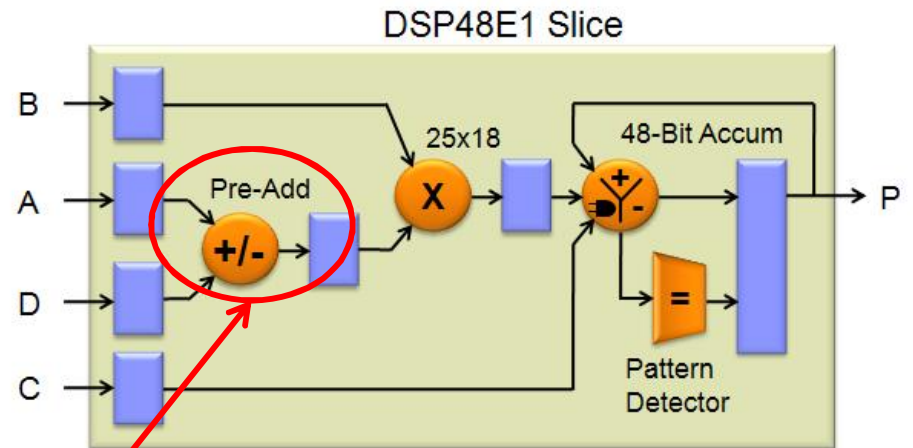 DSP48E1 Slice
B
25x18
48-Bit Accum
A
Pre-Add
X
+
-
P
+/-
D
=
C
Pattern
Detector